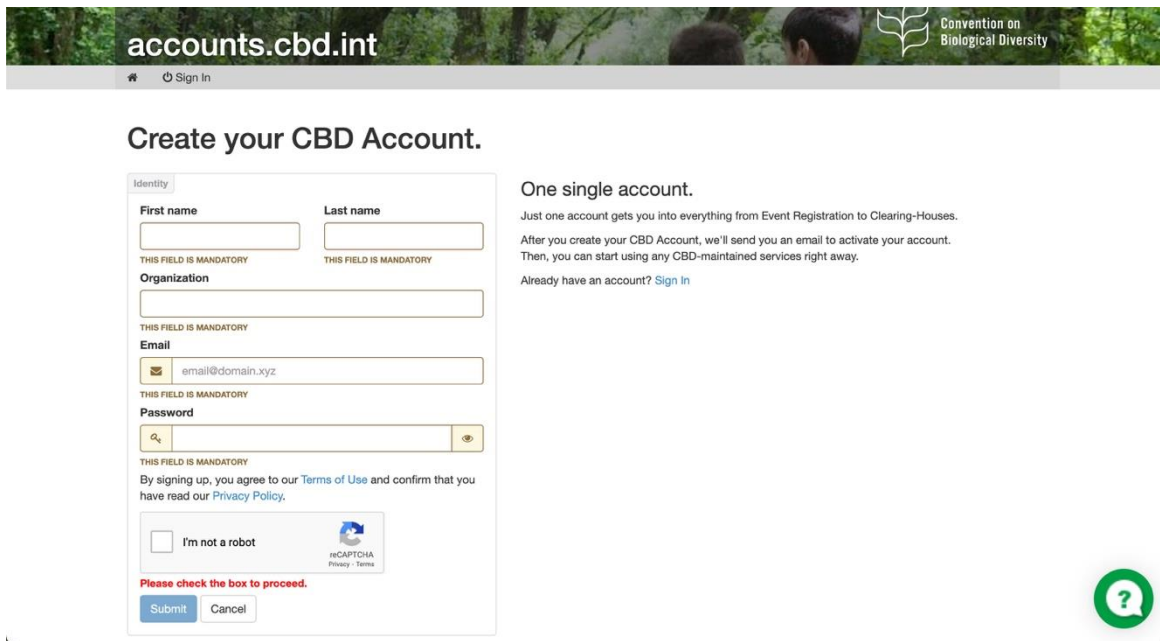 accounts.cbd.int
Convention on
Biological Diversity
Sign In
Create your CBD Account.
Identity
First name
Last name
THIS FIELD IS MANDATORY
THIS FIELD IS MANDATORY
Organization
THIS FIELD IS MANDATORY
Email
email@domain.xyz
THIS FIELD IS MANDATORY
Password
THIS FIELD IS MANDATORY
By signing up, you agree to our Terms of Use and confirm that you
have read our Privacy Policy.
I'm not a robot
reCAPTCHA
Privacy - Terms
Please check the box to proceed.
Submit
Cancel
One single account.
Just one account gets you into everything from Event Registration to Clearing-Houses.
After you create your CBD Account, we'll send you an email to activate your account.
Then, you can start using any CBD-maintained services right away.
Already have an account? Sign In
?